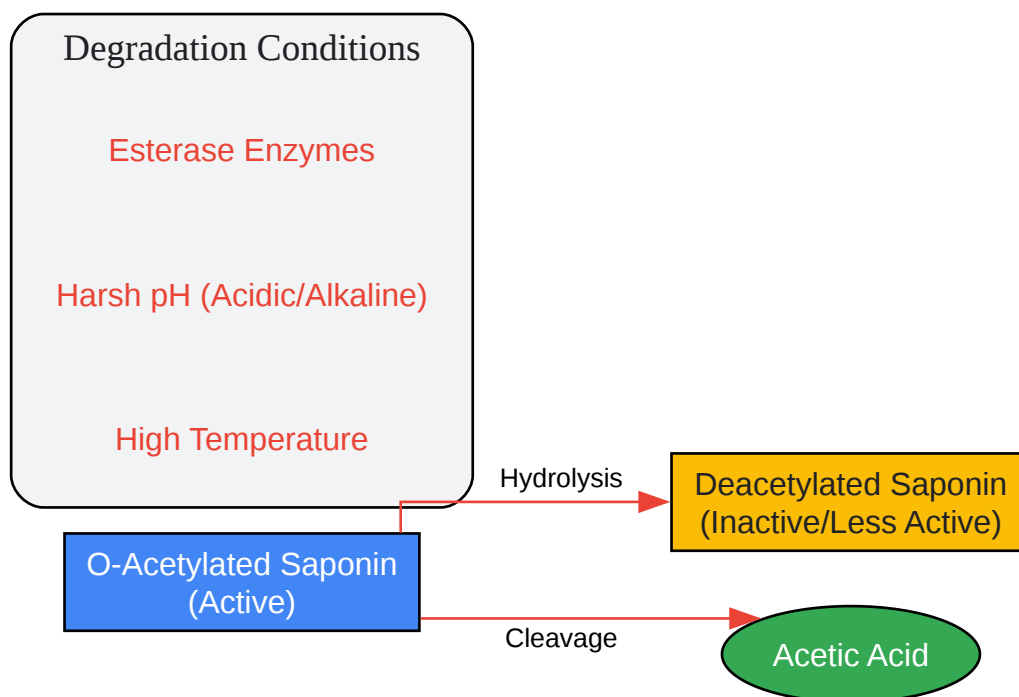 Degradation Conditions
Esterase Enzymes
Harsh pH (Acidic/Alkaline)
High Temperature
Hydrolysis
Deacetylated Saponin
(Inactive/Less Active)
O-Acetylated Saponin
(Active)
Cleavage
Acetic Acid